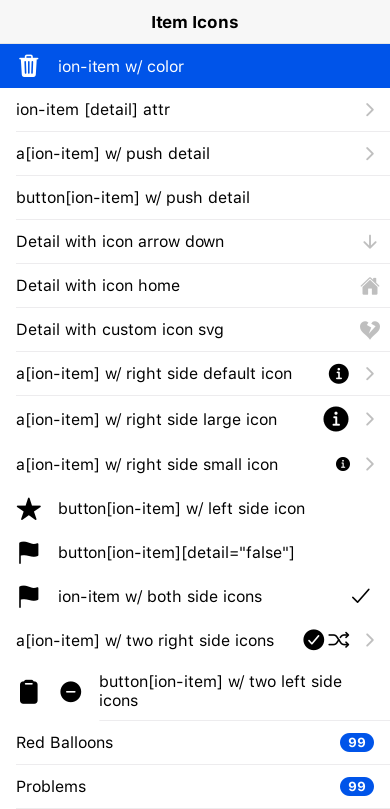 Item Icons
ion-item w/ color
ion-item [detail] attr
a[ion-item] w/ push detail
button[ion-item] w/ push detail
Detail with icon arrow down
Detail with icon home
Detail with custom icon svg
a[ion-item] w/ right side default icon
a[ion-item] w/ right side large icon
a[ion-item] w/ right side small icon
button[ion-item] w/ left side icon
button[ion-item][detail="false"]
ion-item w/ both side icons
a[ion-item] w/ two right side icons
button[ion-item] w/ two left side
icons
Red Balloons 99
Problems 99